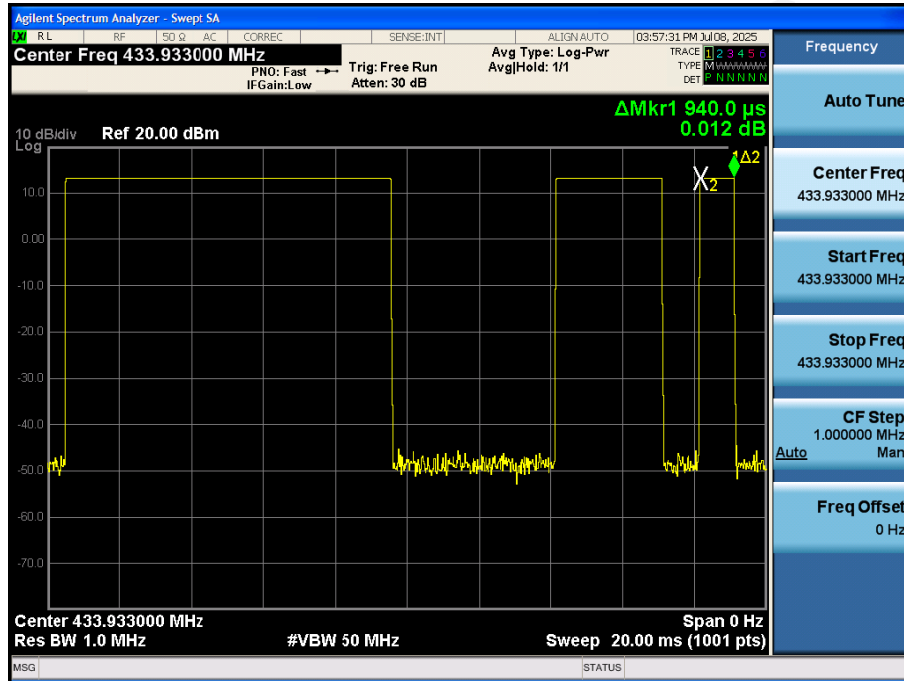 Agilent Spectrum Analyzer - Swept SA
LXI RL RF 50 Ω AC CORREC SENSE:INT ALIGNAUTO 03:57:31 PM Jul 08, 2025
Center Freq 433.933000 MHz
PNO: Fast
IFGain:Low
Trig: Free Run
Atten: 30 dB
Avg Type: Log-Pwr
Avg|Hold: 1/1
TRACE 1 2 3 4 5 6
TYPE M WWWWW
DET P N N N N N
Frequency
ΔMkr1 940.0 µs
0.012 dB
10 dB/div Ref 20.00 dBm
Log
1Δ2
X2
10.0
0.00
-10.0
-20.0
-30.0
-40.0
-50.0
-60.0
-70.0
Center 433.933000 MHz Span 0 Hz
Res BW 1.0 MHz #VBW 50 MHz Sweep 20.00 ms (1001 pts)
MSG STATUS
Auto Tune
Center Freq
433.933000 MHz
Start Freq
433.933000 MHz
Stop Freq
433.933000 MHz
CF Step
1.000000 MHz
Auto Man
Freq Offset
0 Hz